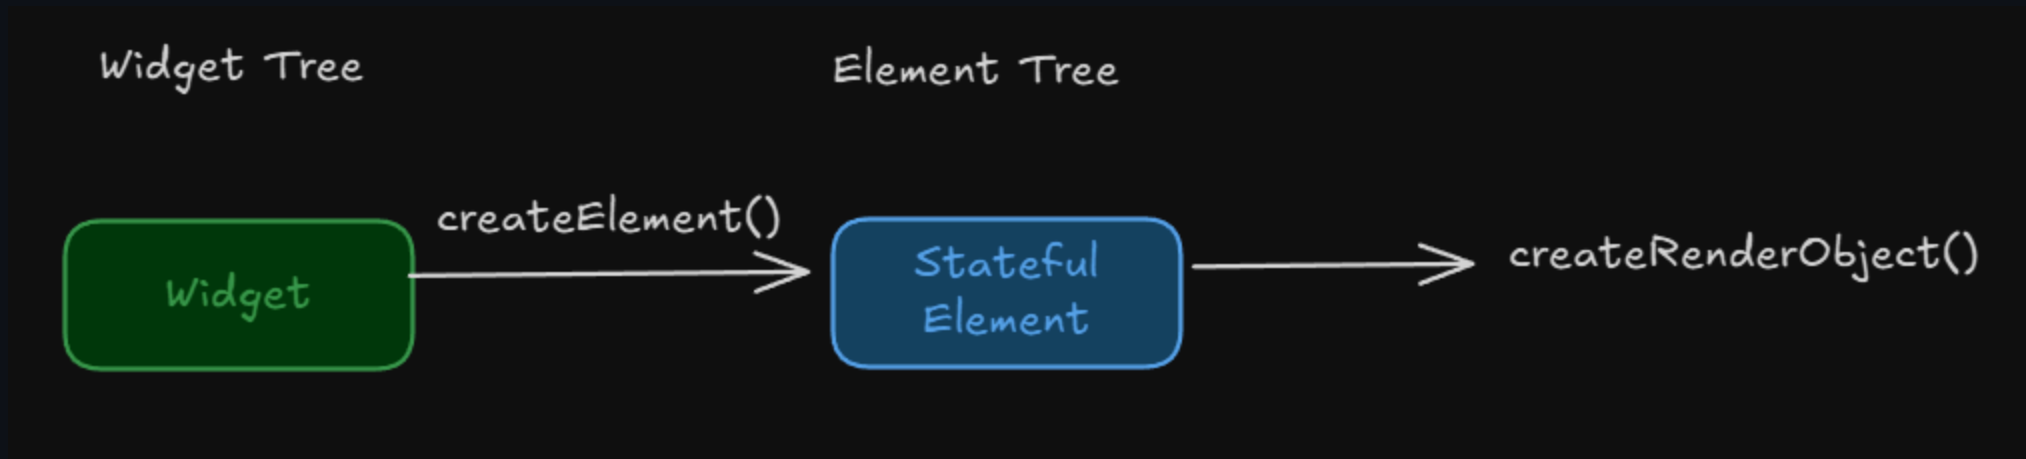 Widget Tree
Element Tree
createElement()
Widget
Stateful
Element
createRenderObject()